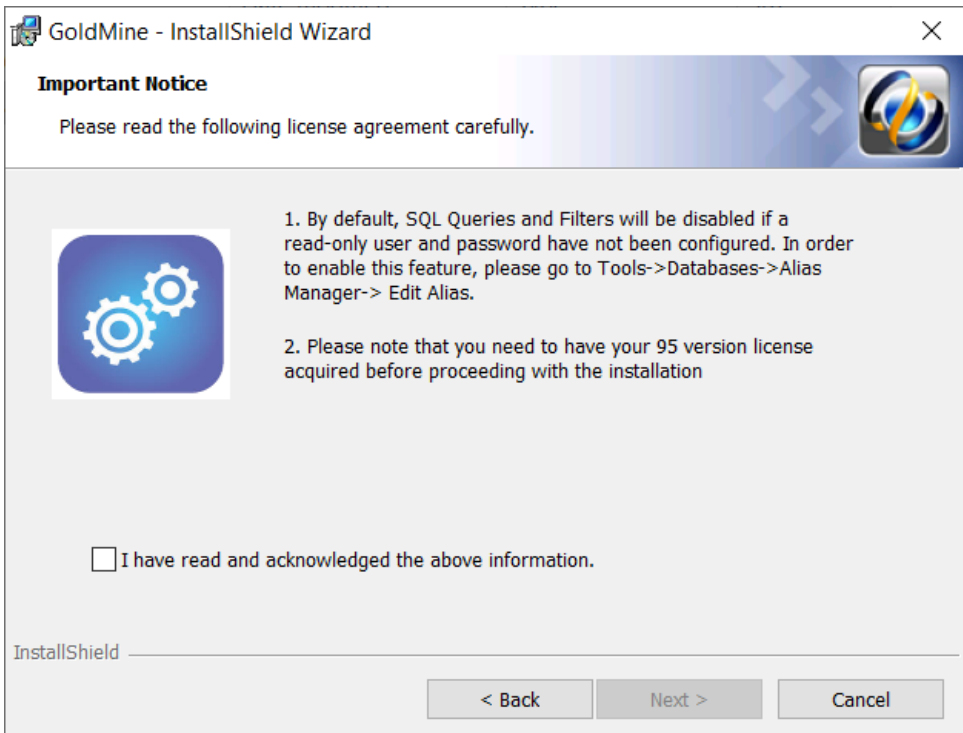 GoldMine - InstallShield Wizard
Important Notice
Please read the following license agreement carefully.
1. By default, SQL Queries and Filters will be disabled if a
read-only user and password have not been configured. In order
to enable this feature, please go to Tools->Databases->Alias
Manager-> Edit Alias.
2. Please note that you need to have your 95 version license
acquired before proceeding with the installation
I have read and acknowledged the above information.
InstallShield
< Back
Next >
Cancel